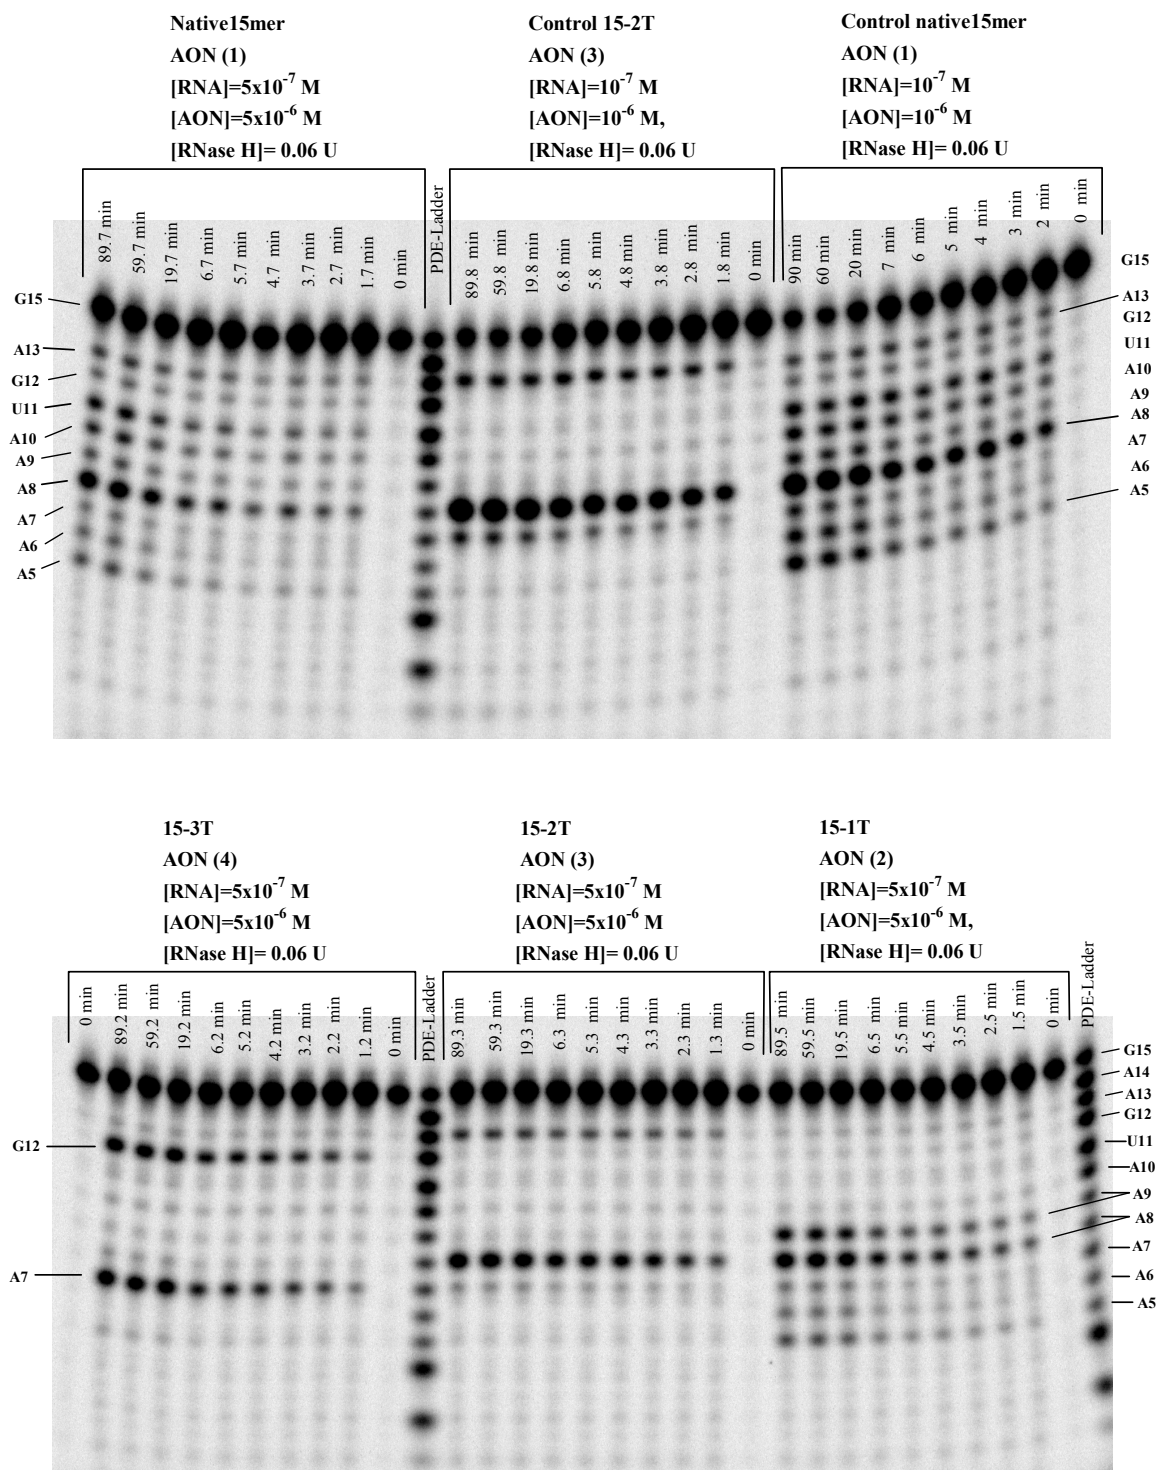 Native15mer
AON (1)
[RNA]=5x10-7 M
[AON]=5x10-6 M
[RNase H]= 0.06 U
Control 15-2T
AON (3)
[RNA]=10-7 M
[AON]=10-6 M,
[RNase H]= 0.06 U
Control native15mer
AON (1)
[RNA]=10-7 M
[AON]=10-6 M
[RNase H]= 0.06 U
89.7 min
59.7 min
19.7 min
6.7 min
5.7 min
4.7 min
3.7 min
2.7 min
1.7 min
0 min
PDE-Ladder
89.8 min
59.8 min
19.8 min
6.8 min
5.8 min
4.8 min
3.8 min
2.8 min
1.8 min
0 min
90 min
60 min
20 min
7 min
6 min
5 min
4 min
3 min
2 min
0 min
G15
A13
G12
U11
A10
A9
A8
A7
A6
A5
G15
A13
G12
U11
A10
A9
A8
A7
A6
A5
15-3T
AON (4)
[RNA]=5x10-7 M
[AON]=5x10-6 M
[RNase H]= 0.06 U
15-2T
AON (3)
[RNA]=5x10-7 M
[AON]=5x10-6 M
[RNase H]= 0.06 U
15-1T
AON (2)
[RNA]=5x10-7 M
[AON]=5x10-6 M,
[RNase H]= 0.06 U
0 min
89.2 min
59.2 min
19.2 min
6.2 min
5.2 min
4.2 min
3.2 min
2.2 min
1.2 min
0 min
PDE-Ladder
89.3 min
59.3 min
19.3 min
6.3 min
5.3 min
4.3 min
3.3 min
2.3 min
1.3 min
0 min
89.5 min
59.5 min
19.5 min
6.5 min
5.5 min
4.5 min
3.5 min
2.5 min
1.5 min
0 min
PDE-Ladder
G12
A7
G15
A14
A13
G12
U11
A10
A9
A8
A7
A6
A5